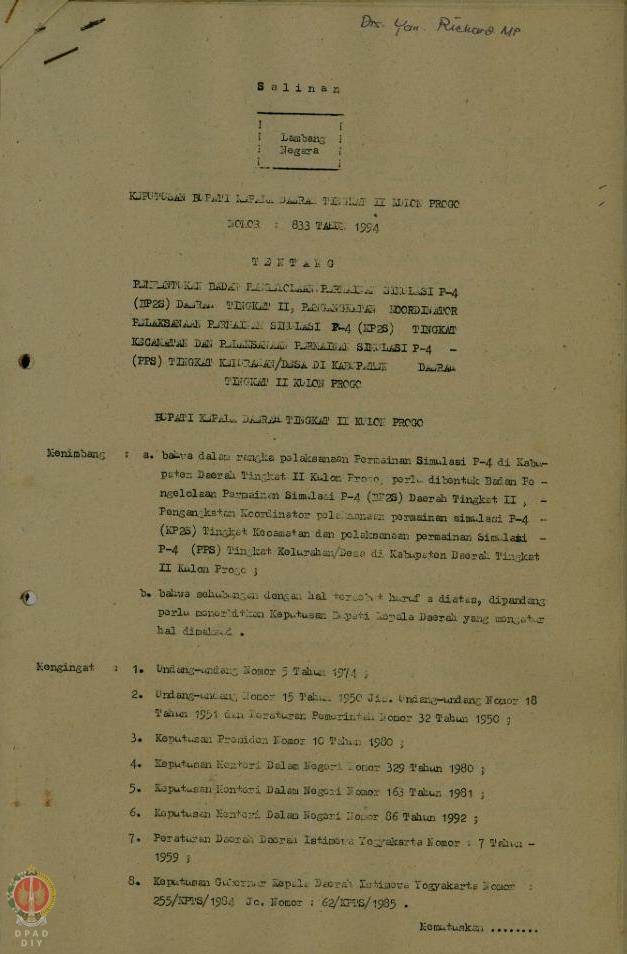 Drs. Yan. Richard MP
S a l i n a n
Lambang
Negara
KEPUTUSAN BUPATI KEPALA DAERAH TINGKAT II KULON PROGO
NOMOR : 833 TAHUN 1994
T E N T A N G
PEMBENTUKAN BADAN PENGELOLAAN PERMAINAN SIMULASI P-4
(BP2S) DAERAH TINGKAT II, PENGANGKATAN KOORDINATOR
PELAKSANAAN PERMAINAN SIMULASI P-4 (KP2S) TINGKAT
KECAMATAN DAN PELAKSANAAN PERMAINAN SIMULASI P-4 -
(PPS) TINGKAT KELURAHAN/DESA DI KABUPATEN DAERAH
TINGKAT II KULON PROGO
BUPATI KEPALA DAERAH TINGKAT II KULON PROGO
Menimbang : a. bahwa dalam rangka pelaksanaan Permainan Simulasi P-4 di Kabu-
paten Daerah Tingkat II Kulon Progo, perlu dibentuk Badan Pe -
ngelolaan Permainan Simulasi P-4 (BP2S) Daerah Tingkat II , -
Pengangkatan Koordinator pelaksanaan permainan simulasi P-4 -
(KP2S) Tingkat Kecamatan dan pelaksanaan permainan Simulasi -
P-4 (PPS) Tingkat Kelurahan/Desa di Kabupaten Daerah Tingkat
II Kulon Progo ;
b. bahwa sehubungan dengan hal tersebut huruf a diatas, dipandang
perlu menerbitkan Keputusan Bupati Kepala Daerah yang mengatur
hal dimaksud .
Mengingat : 1. Undang-undang Nomor 5 Tahun 1974 ;
2. Undang-undang Nomor 15 Tahun 1950 Jis. Undang-undang Nomor 18
Tahun 1951 dan Peraturan Pemerintah Nomor 32 Tahun 1950 ;
3. Keputusan Presiden Nomor 10 Tahun 1980 ;
4. Keputusan Menteri Dalam Negeri Nomor 329 Tahun 1980 ;
5. Keputusan Menteri Dalam Negeri Nomor 163 Tahun 1981 ;
6. Keputusan Menteri Dalam Negeri Nomor 86 Tahun 1992 ;
7. Peraturan Daerah Daerah Istimewa Yogyakarta Nomor : 7 Tahun -
1959 ;
8. Keputusan Gubernur Kepala Daerah Istimewa Yogyakarta Nomor :
255/KPTS/1984 Jo. Nomor : 62/KPTS/1985 .
Memutuskan ........
DPAD
DIY